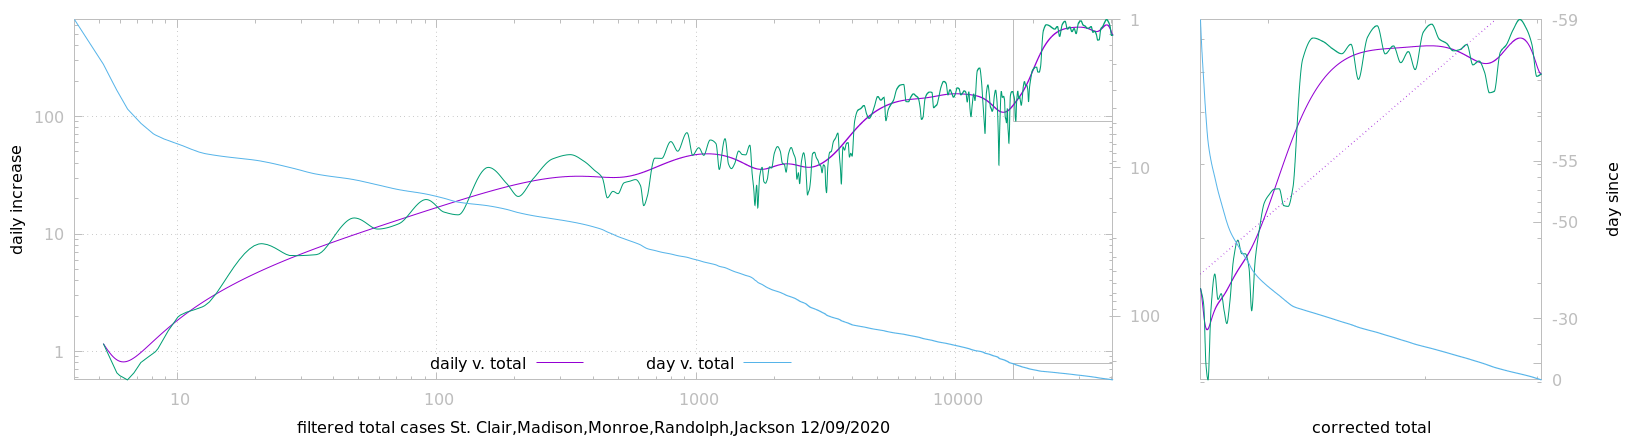 daily increase
100
10
1
daily v. total
day v. total
10
100
1000
10000
1
10
100
filtered total cases St. Clair,Madison,Monroe,Randolph,Jackson 12/09/2020
-59
-55
-50
-30
0
day since
corrected total